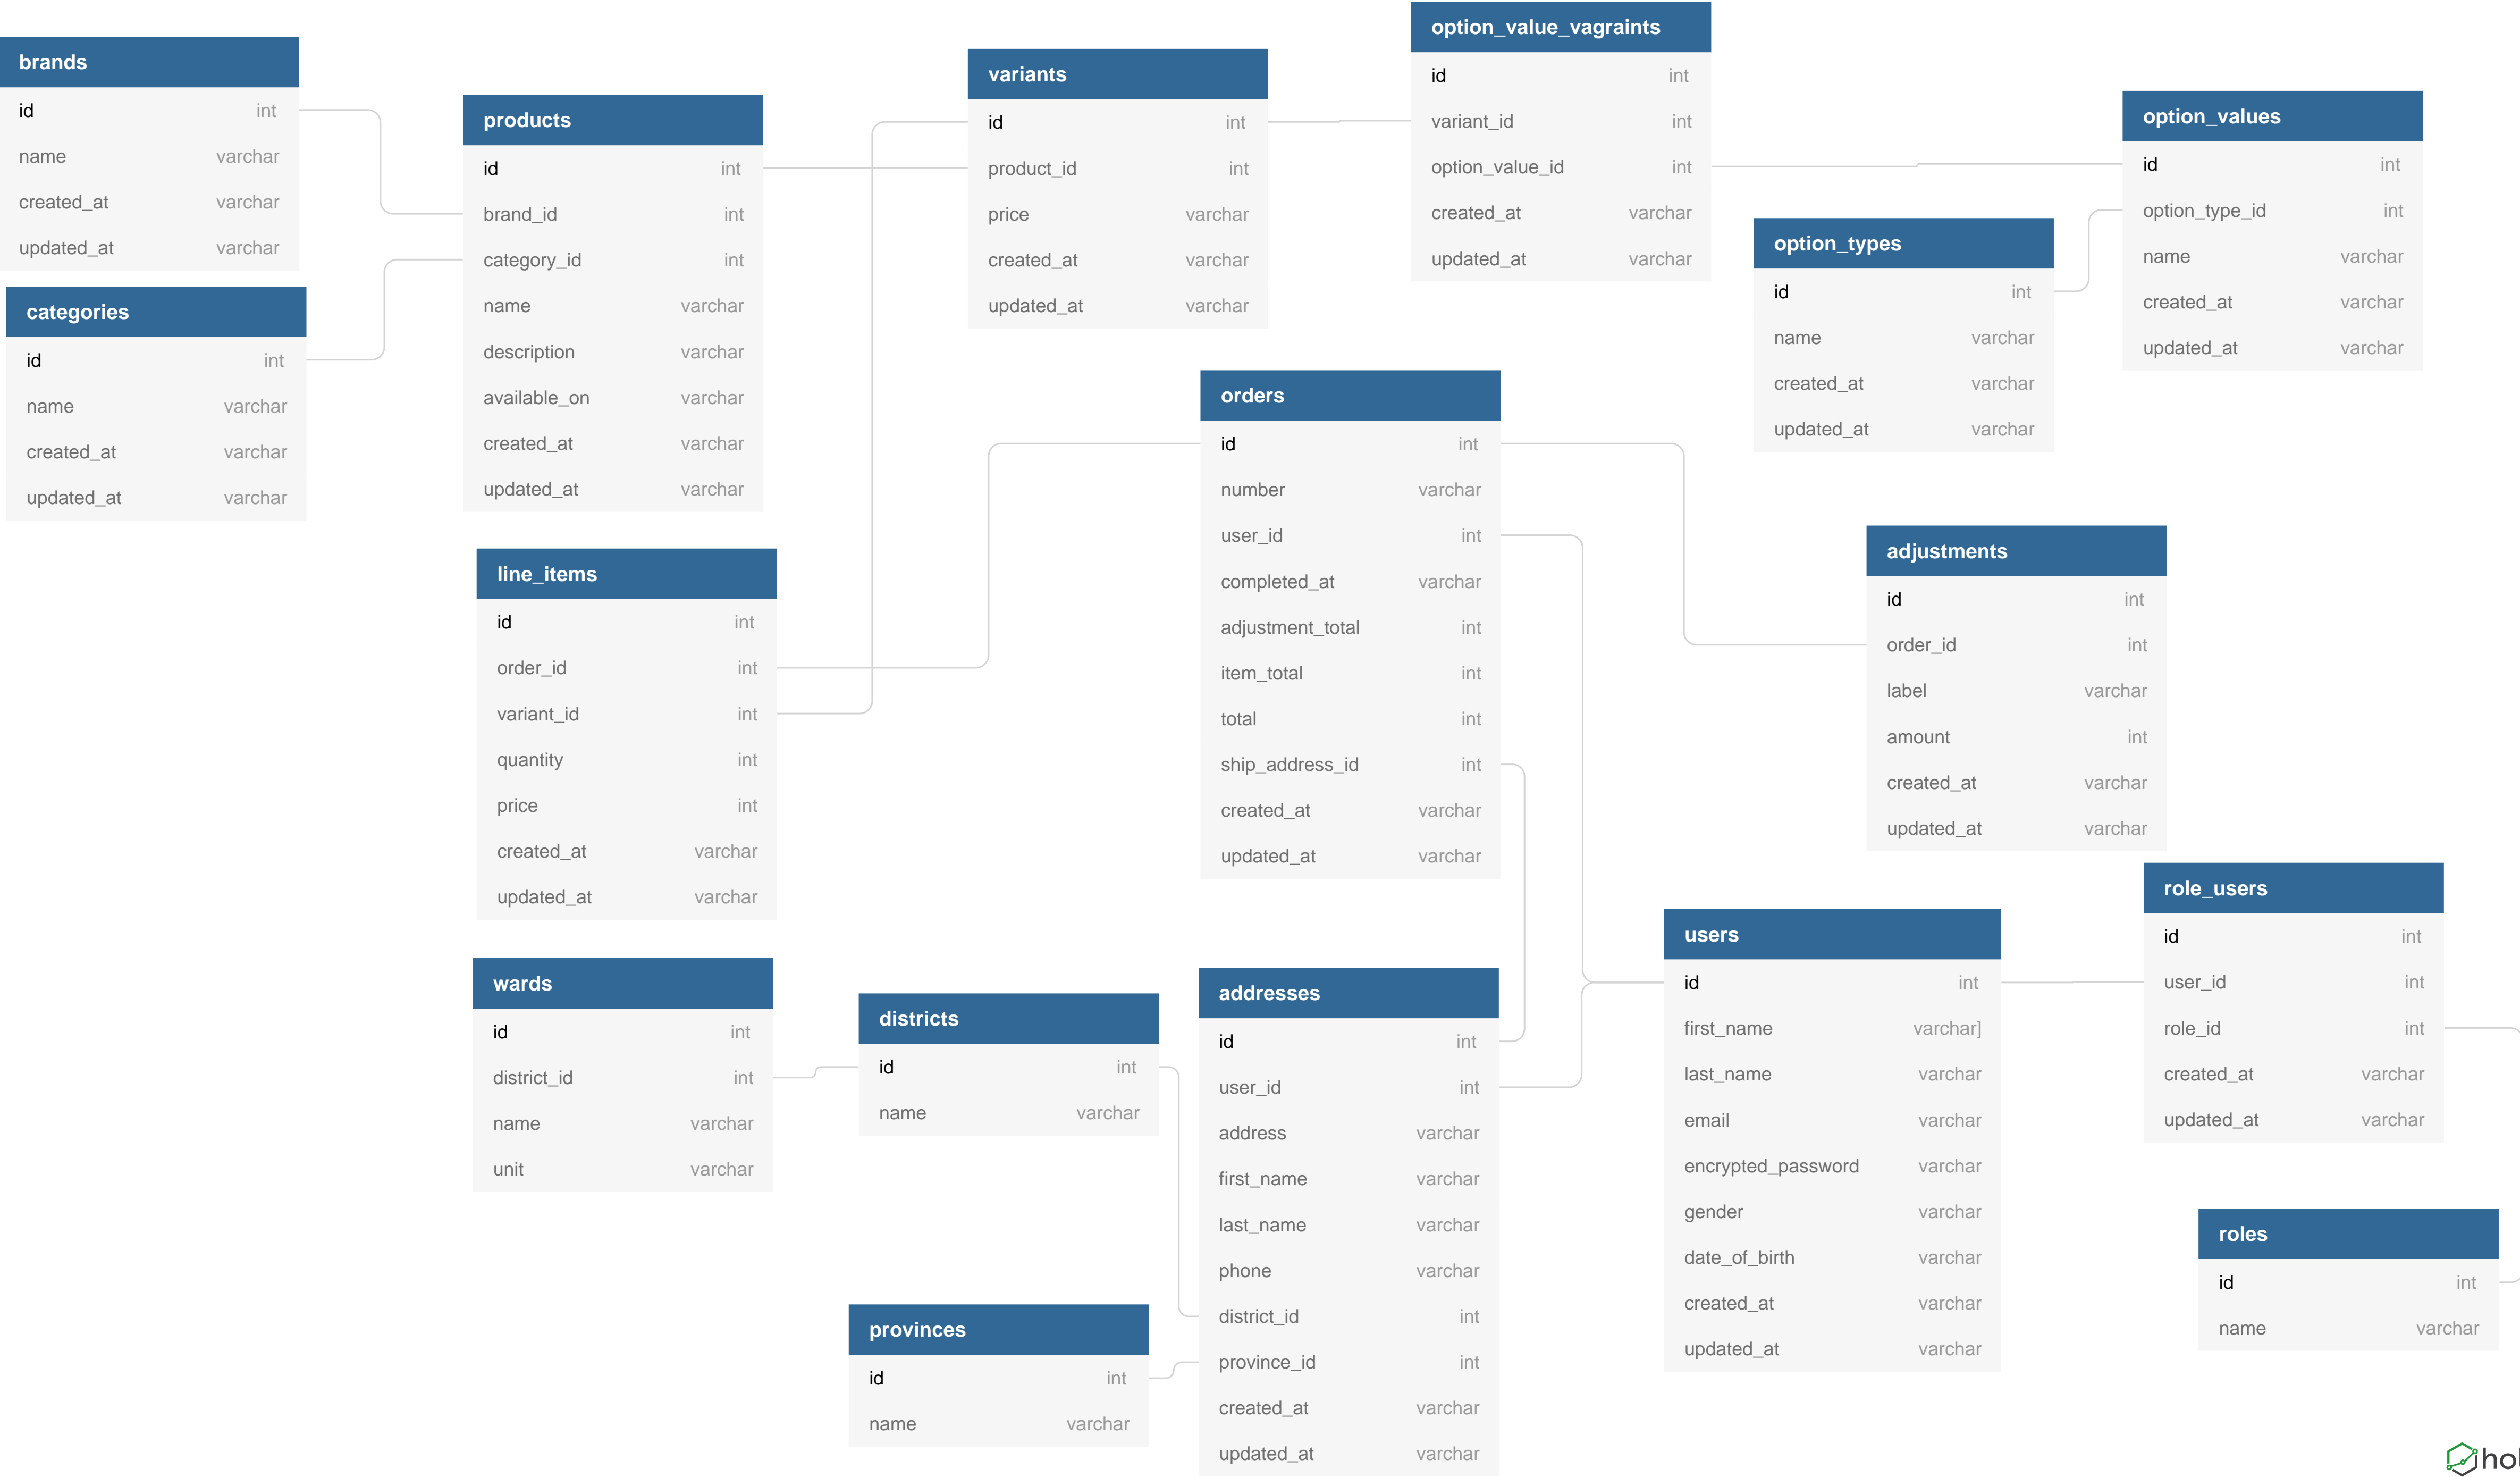 brands
id int
name varchar
created_at varchar
updated_at varchar
categories
id int
name varchar
created_at varchar
updated_at varchar
products
id int
brand_id int
category_id int
name varchar
description varchar
available_on varchar
created_at varchar
updated_at varchar
variants
id int
product_id int
price varchar
created_at varchar
updated_at varchar
option_value_vagraints
id int
variant_id int
option_value_id int
created_at varchar
updated_at varchar
option_values
id int
option_type_id int
name varchar
created_at varchar
updated_at varchar
option_types
id int
name varchar
created_at varchar
updated_at varchar
orders
id int
number varchar
user_id int
completed_at varchar
adjustment_total int
item_total int
total int
ship_address_id int
created_at varchar
updated_at varchar
adjustments
id int
order_id int
label varchar
amount int
created_at varchar
updated_at varchar
line_items
id int
order_id int
variant_id int
quantity int
price int
created_at varchar
updated_at varchar
wards
id int
district_id int
name varchar
unit varchar
districts
id int
name varchar
provinces
id int
name varchar
addresses
id int
user_id int
address varchar
first_name varchar
last_name varchar
phone varchar
district_id int
province_id int
created_at varchar
updated_at varchar
users
id int
first_name varchar]
last_name varchar
email varchar
encrypted_password varchar
gender varchar
date_of_birth varchar
created_at varchar
updated_at varchar
role_users
id int
user_id int
role_id int
created_at varchar
updated_at varchar
roles
id int
name varchar